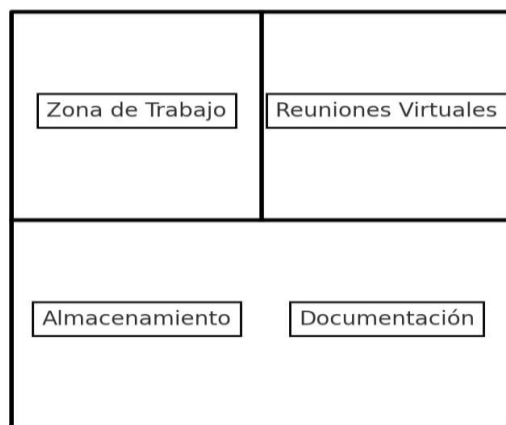 Zona de Trabajo
Reuniones Virtuales
Almacenamiento
Documentación